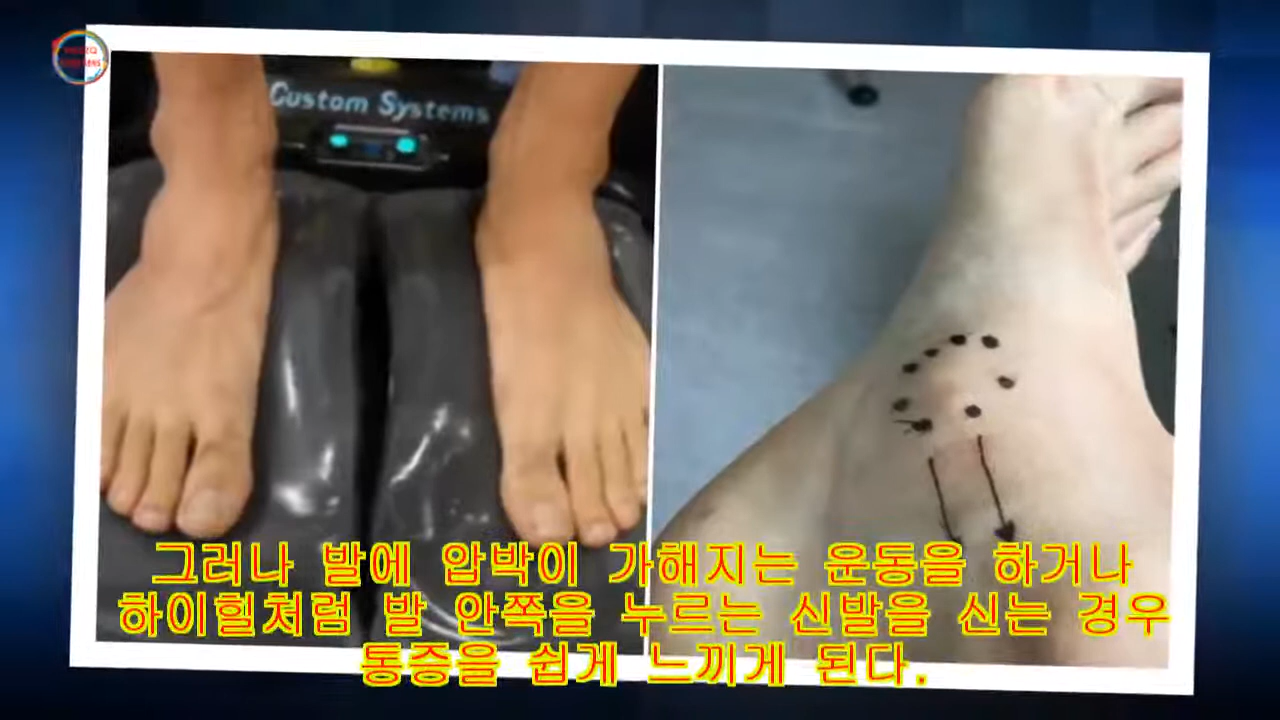 Custom Systems
그러나 발에 압박이 가해지는 운동을 하거나
하이힐처럼 발 안쪽을 누르는 신발을 신는 경우
통증을 쉽게 느끼게 된다.